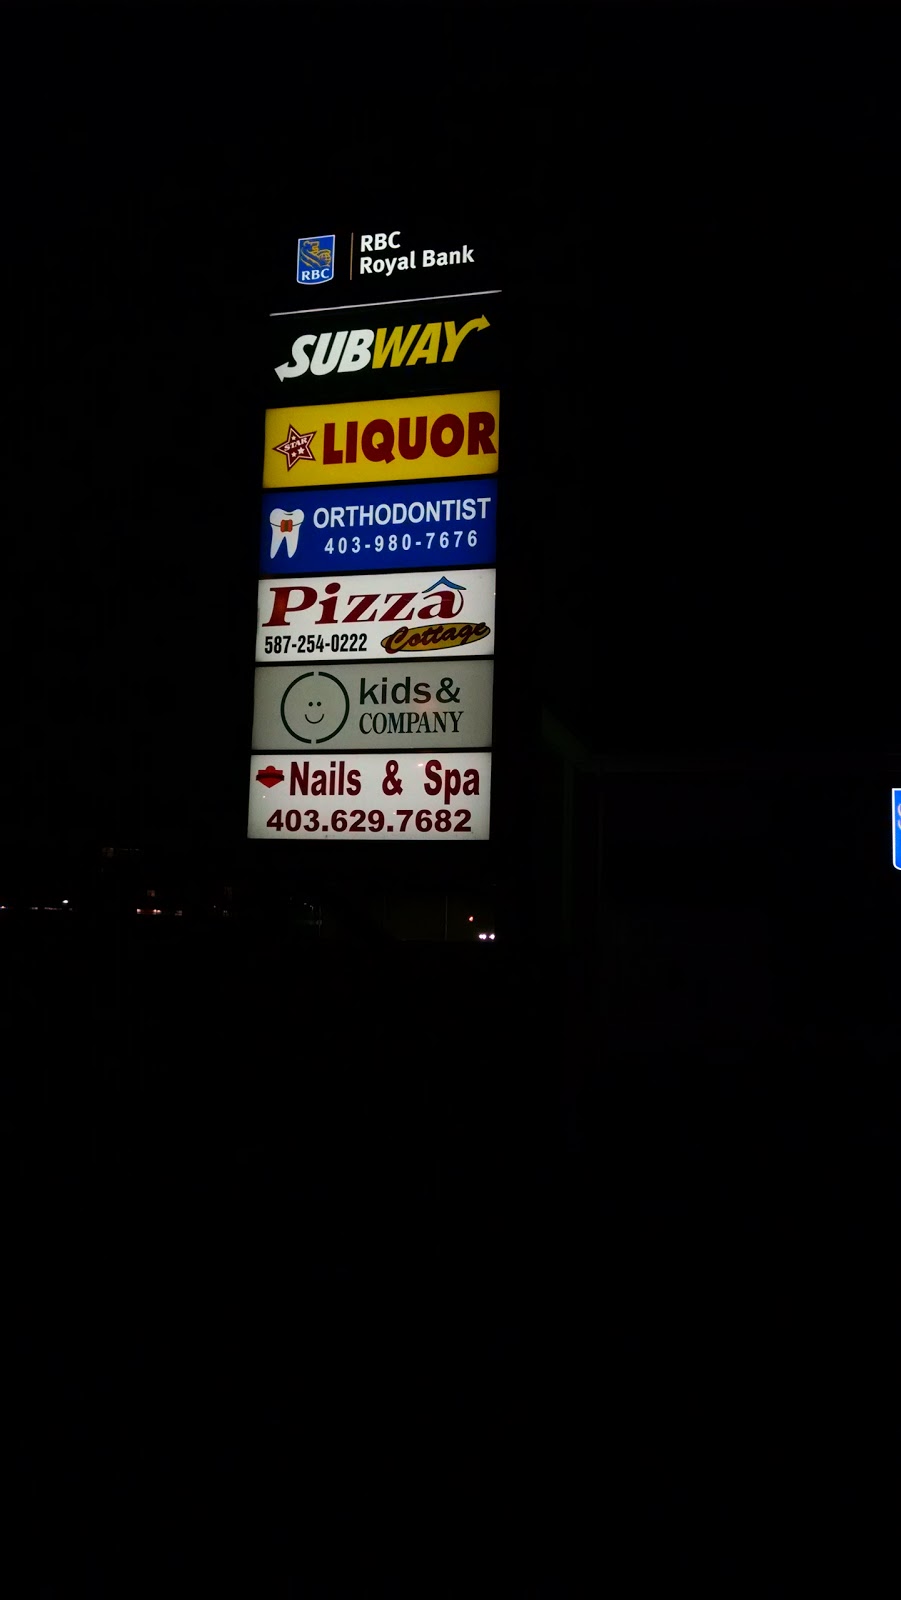 RBC
RBC
Royal Bank
SUBWAY
STAR
LIQUOR
ORTHODONTIST
403-980-7676
Pizza
587-254-0222
Cottage
kids&
COMPANY
Nails & Spa
403.629.7682